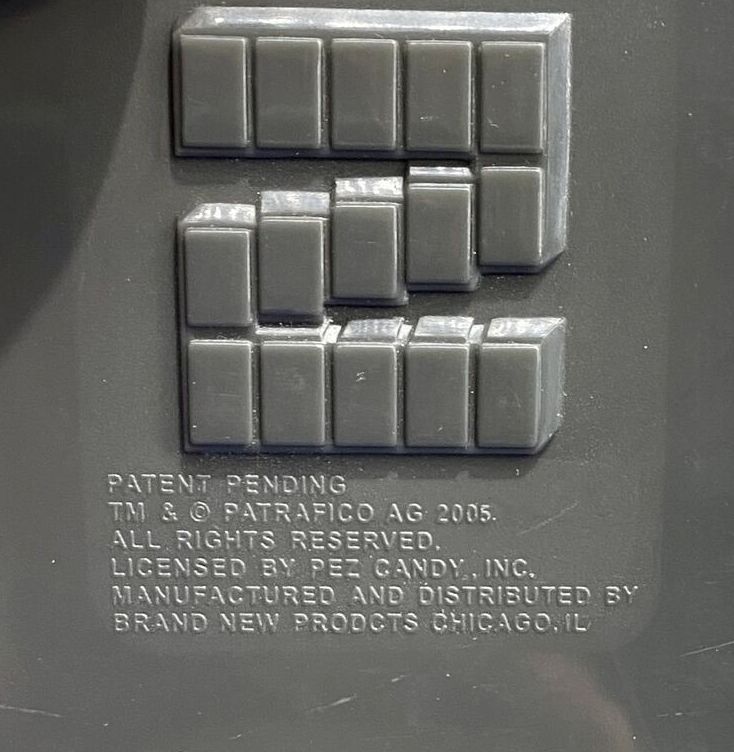 Z
PATENT PENDING
TM & © PATRAFICO AG 2005.
ALL RIGHTS RESERVED.
LICENSED BY PEZ CANDY, INC.
MANUFACTURED AND DISTRIBUTED BY
BRAND NEW PRODCTS CHICAGO, IL